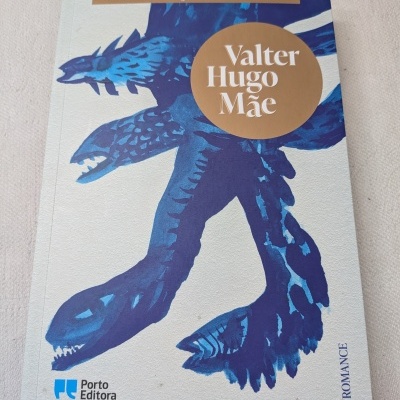 Valter
Hugo
Mãe
Porto
Editora
ROMANCE